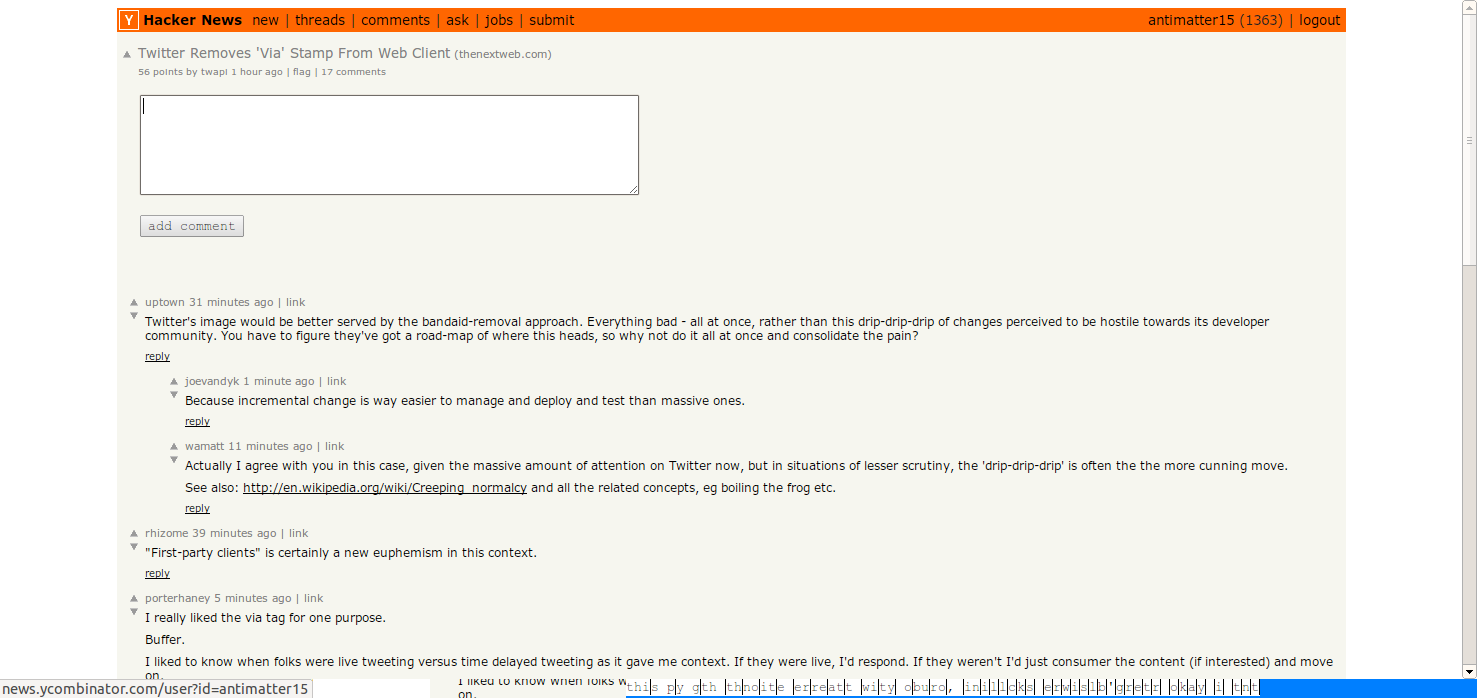 Y Hacker News new | threads | comments | ask | jobs | submit antimatter15 (1363) | logout
Twitter Removes 'Via' Stamp From Web Client (thenextweb.com)
56 points by twapi 1 hour ago | flag | 17 comments
add comment
uptown 31 minutes ago | link
Twitter's image would be better served by the bandaid-removal approach. Everything bad - all at once, rather than this drip-drip-drip of changes perceived to be hostile towards its developer
community. You have to figure they've got a road-map of where this heads, so why not do it all at once and consolidate the pain?
reply
joevandyk 1 minute ago | link
Because incremental change is way easier to manage and deploy and test than massive ones.
reply
wamatt 11 minutes ago | link
Actually I agree with you in this case, given the massive amount of attention on Twitter now, but in situations of lesser scrutiny, the 'drip-drip-drip' is often the the more cunning move.
See also: http://en.wikipedia.org/wiki/Creeping_normalcy and all the related concepts, eg boiling the frog etc.
reply
rhizome 39 minutes ago | link
"First-party clients" is certainly a new euphemism in this context.
reply
porterhaney 5 minutes ago | link
I really liked the via tag for one purpose.
Buffer.
I liked to know when folks were live tweeting versus time delayed tweeting as it gave me context. If they were live, I'd respond. If they weren't I'd just consumer the content (if interested) and move
on.
news.ycombinator.com/user?id=antimatter15
I liked to know when folks w
on.
this py gth
okay i tnt